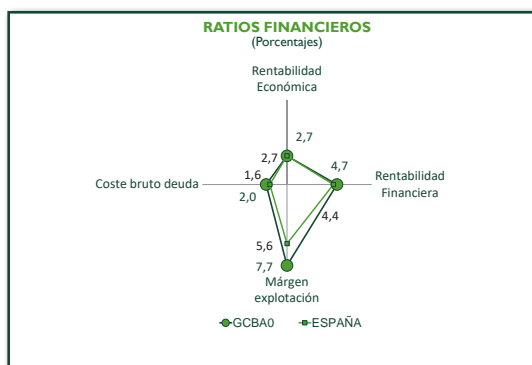 RATIOS FINANCIEROS
(Porcentajes)
Rentabilidad
Económica
2,7
2,7
4,7
1,6
Coste bruto deuda
Rentabilidad
Financiera
2,0
4,4
5,6
7,7
Márgen
explotación
GCBA0
ESPAÑA